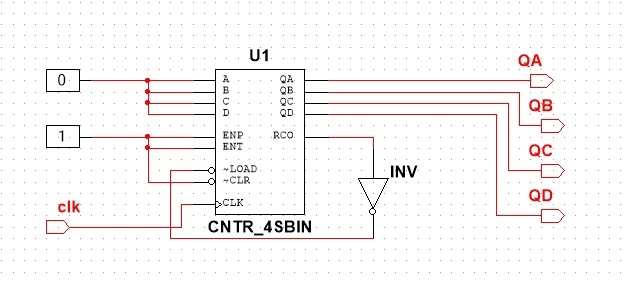 U1
0
A
B
C
D
QA
QB
QC
QD
QA
QB
1
ENP
ENT
RCO
~LOAD
~CLR
INV
QC
clk
CLK
QD
CNTR_4SBIN